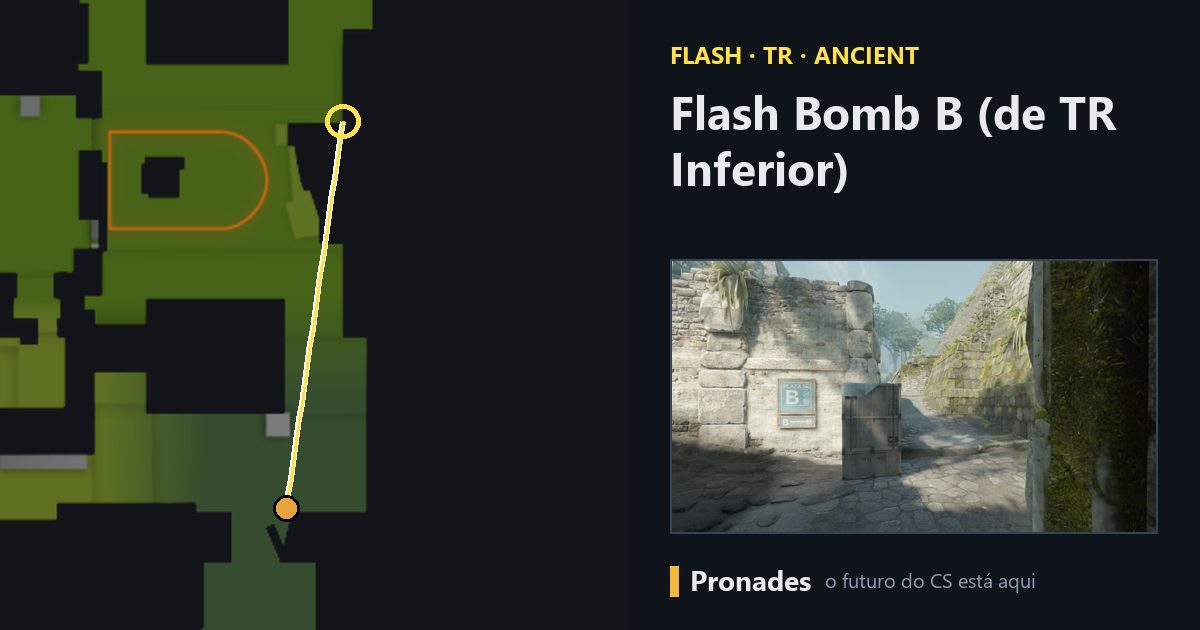 FLASH · TR · ANCIENT
Flash Bomb B (de TR
Inferior)
B
B
Pronades o futuro do CS está aqui